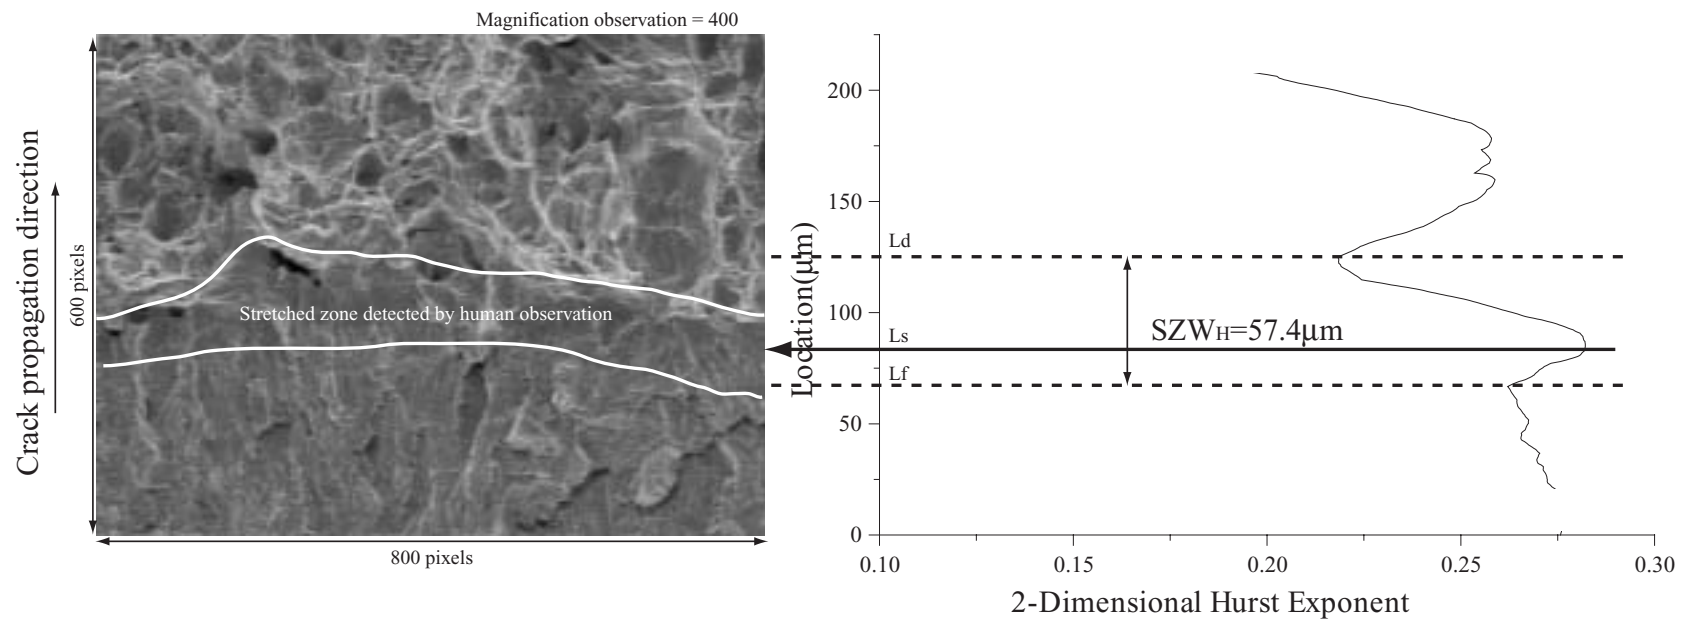 Magnification observation = 400
Crack propagation direction
600 pixels
Stretched zone detected by human observation
800 pixels
Location(μm)
200
150
100
50
0
Ld
Ls
Lf
SZWH=57.4μm
0.10
0.15
0.20
0.25
0.30
2-Dimensional Hurst Exponent